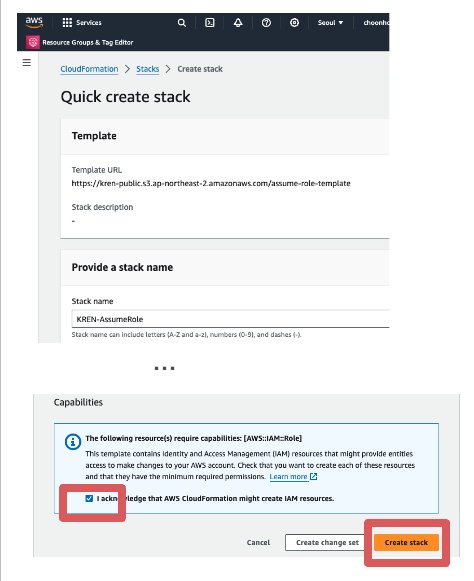 aws
Services
Seoul ▼
Resource Groups & Tag Editor
CloudFormation > Stacks > Create stack
Quick create stack
Template
Template URL
https://kren-public.s3.ap-northeast-2.amazonaws.com/assume-role-template
Stack description
-
Provide a stack name
Stack name
KREN-AssumeRole
Stack name can include letters (A-Z and a-z), numbers (0-9), and dashes (-).
...
Capabilities
The following resource(s) require capabilities: [AWS::IAM::Role]
This template contains Identity and Access Management (IAM) resources that might provide entities
access to make changes to your AWS account. Check that you want to create each of these resources
and that they have the minimum required permissions. Learn more
I acknowledge that AWS CloudFormation might create IAM resources.
Cancel
Create change set
Create stack